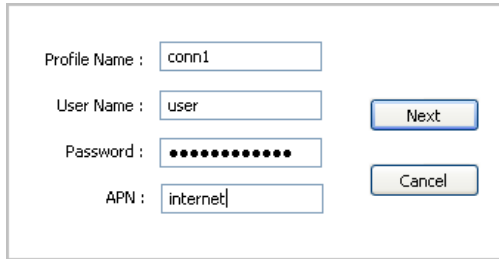 Profile Name : conn1
User Name : user
Next
Password : ●●●●●●●●●●●●
Cancel
APN : internet